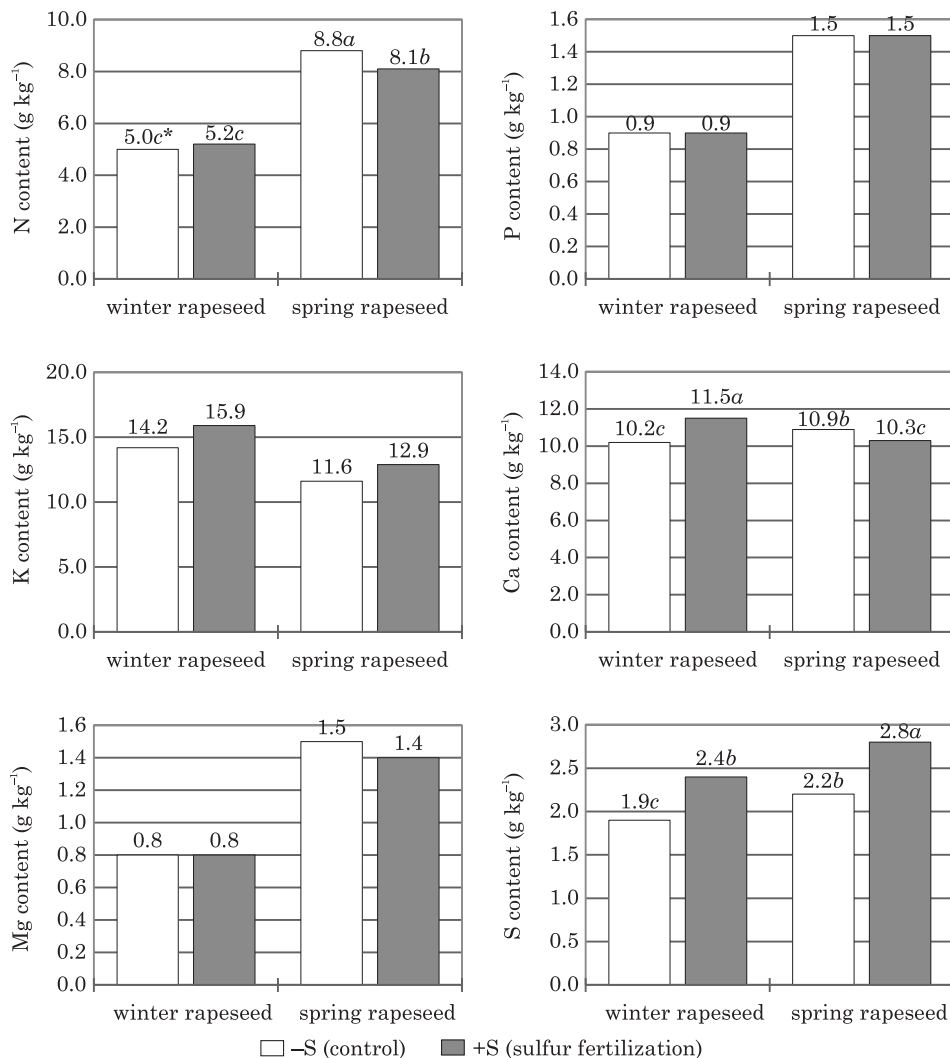 N content (g kg⁻¹)
10.0
8.0
6.0
4.0
2.0
0.0
5.0c*
5.2c
8.8a
8.1b
winter rapeseed
spring rapeseed
P content (g kg⁻¹)
1.6
1.4
1.2
1.0
0.8
0.6
0.4
0.2
0.0
0.9
0.9
1.5
1.5
winter rapeseed
spring rapeseed
K content (g kg⁻¹)
20.0
15.0
10.0
5.0
0.0
14.2
15.9
11.6
12.9
winter rapeseed
spring rapeseed
Ca content (g kg⁻¹)
14.0
12.0
10.0
8.0
6.0
4.0
2.0
0.0
10.2c
11.5a
10.9b
10.3c
winter rapeseed
spring rapeseed
Mg content (g kg⁻¹)
1.6
1.4
1.2
1.0
0.8
0.6
0.4
0.2
0.0
0.8
0.8
1.5
1.4
winter rapeseed
spring rapeseed
S content (g kg⁻¹)
3.0
2.5
2.0
1.5
1.0
0.5
0.0
1.9c
2.4b
2.2b
2.8a
winter rapeseed
spring rapeseed
–S (control)
+S (sulfur fertilization)